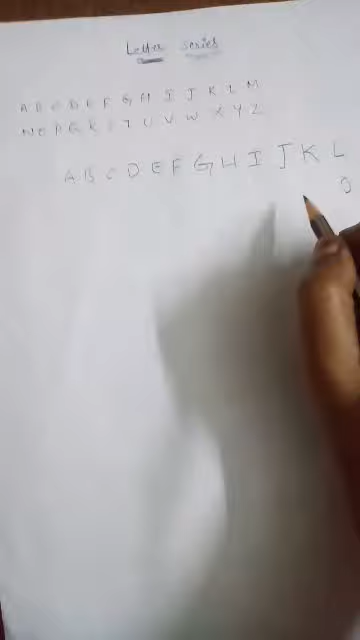 Letter series
A B C D E F G H I J K L M
N O P Q R S T U V W X Y Z
A B C D E F G H I J K L